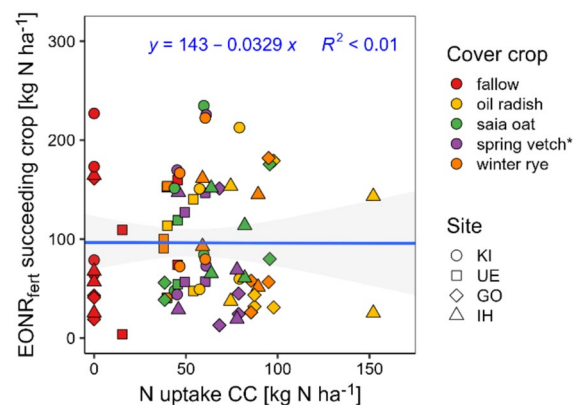 y = 143 – 0.0329 x R² < 0.01
300
200
100
0
EONRfert succeeding crop [kg N ha⁻¹]
0 50 100 150
N uptake CC [kg N ha⁻¹]
Cover crop
fallow
oil radish
saia oat
spring vetch*
winter rye
Site
KI
UE
GO
IH